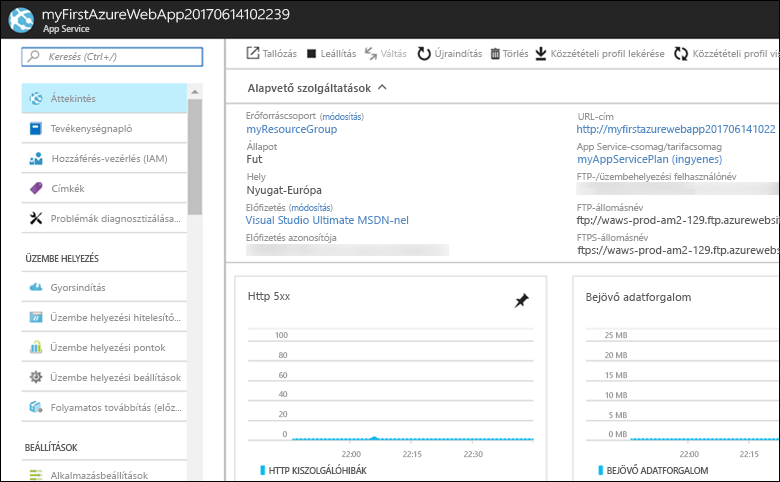 myFirstAzureWebApp20170614102239
App Service
Keresés (Ctrl+/)
Áttekintés
Tevékenységnapló
Hozzáférés-vezérlés (IAM)
Címkék
Problémák diagnosztizálása...
ÜZEMBE HELYEZÉS
Gyorsindítás
Üzembe helyezési hitelesítő...
Üzembe helyezési pontok
Üzembe helyezési beállítások
Folyamatos továbbítás (előz...
BEÁLLÍTÁSOK
Alkalmazásbeállítások
Tallózás Leállítás Váltás Újraindítás Törlés Közzétételi profil lekérése Közzétételi profil vis
Alapvető szolgáltatások
Erőforráscsoport (módosítás)
myResourceGroup
Állapot
Fut
Hely
Nyugat-Európa
Előfizetés (módosítás)
Visual Studio Ultimate MSDN-nel
Előfizetés azonosítója
URL-cím
http://myfirstazurewebapp201706141022
App Service-csomag/tarifacsomag
myAppServicePlan (ingyenes)
FTP-/üzembehelyezési felhasználónév
FTP-állomásnév
ftp://waws-prod-am2-129.ftp.azurewebsi
FTPS-állomásnév
ftps://waws-prod-am2-129.ftp.azurewebs
Http 5xx
100
80
60
40
20
0
22:00 22:15 22:30
HTTP KISZOLGÁLÓHIBÁK
Bejövő adatforgalom
25 MB
20 MB
15 MB
10 MB
5 MB
0 MB
22:00 22:15
BEJÖVŐ ADATFORGALOM